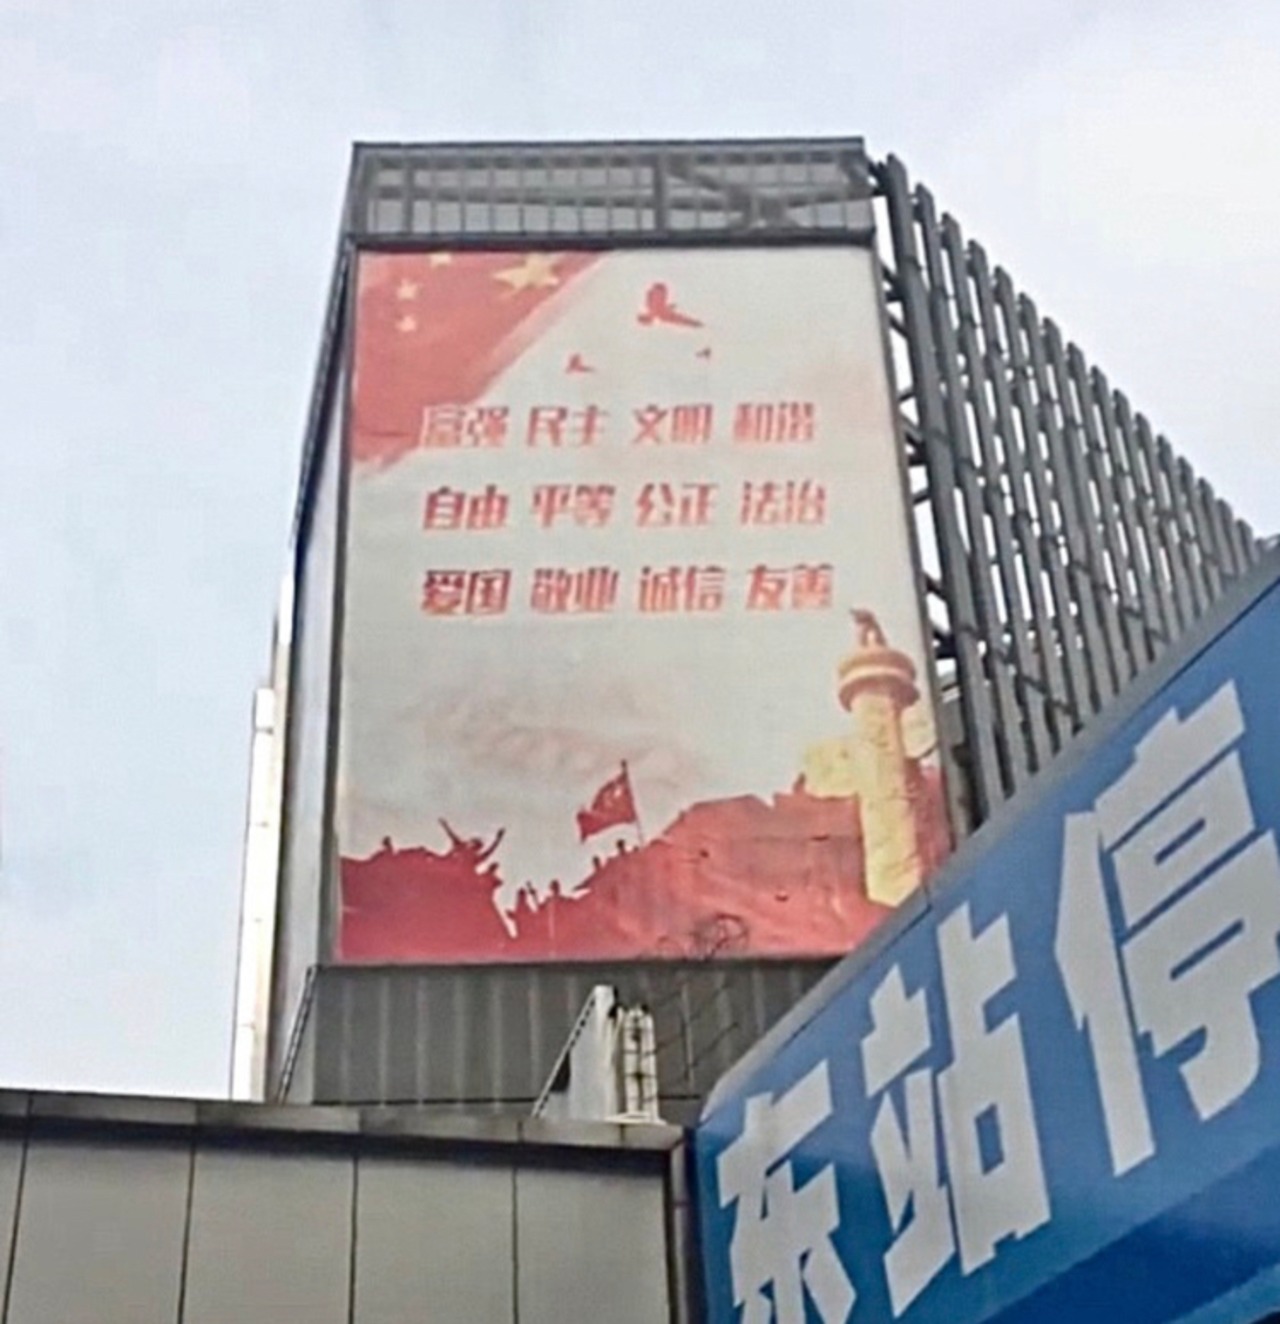 富强 民主 文明 和谐
自由 平等 公正 法治
爱国 敬业 诚信 友善
东站停